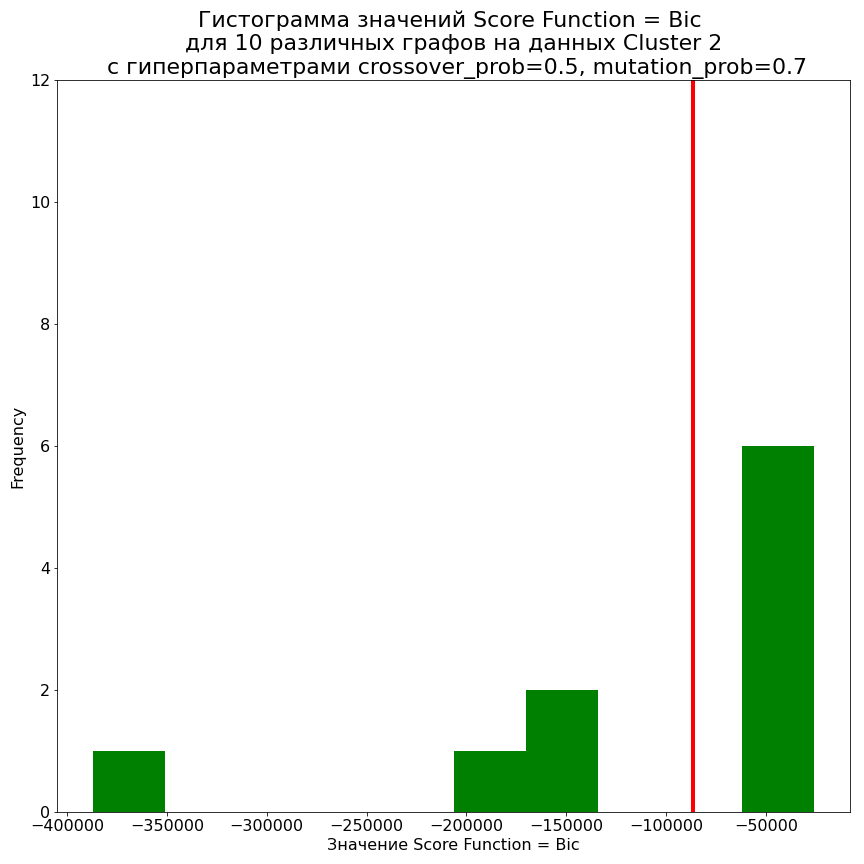 Гистограмма значений Score Function = Bic
для 10 различных графов на данных Cluster 2
с гиперпараметрами crossover_prob=0.5, mutation_prob=0.7
12
10
8
6
4
2
0
Frequency
−400000 −350000 −300000 −250000 −200000 −150000 −100000 −50000
Значение Score Function = Bic